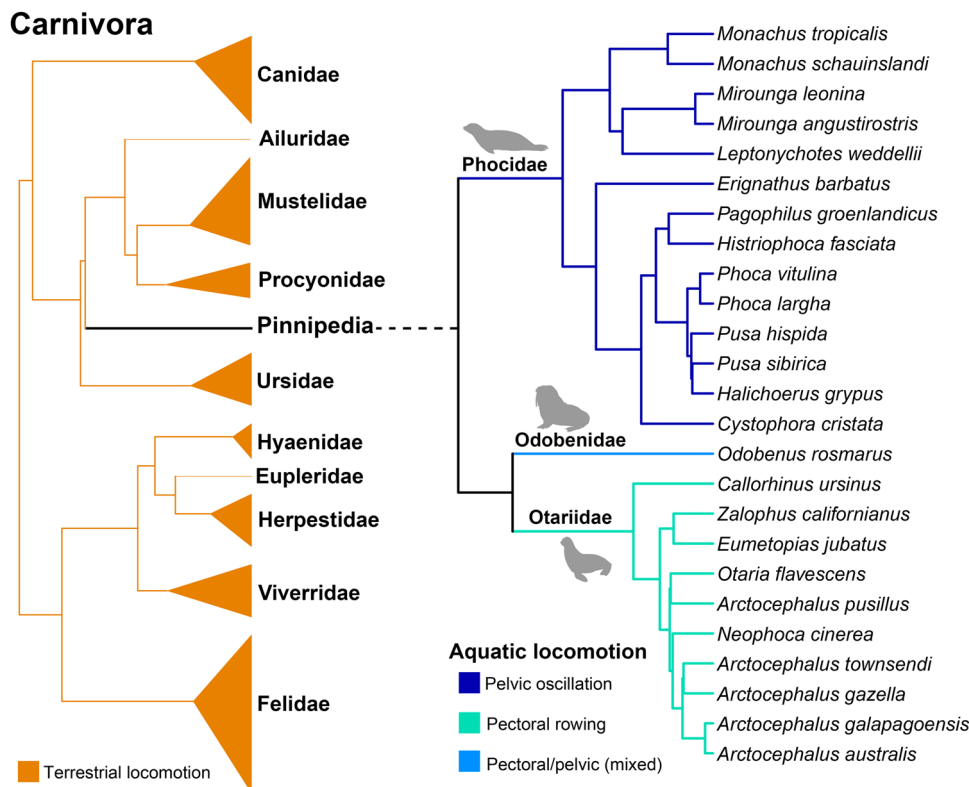 Carnivora
Canidae
Ailuridae
Mustelidae
Procyonidae
Pinnipedia
Ursidae
Hyaenidae
Eupleridae
Herpestidae
Viverridae
Felidae
Terrestrial locomotion
Phocidae
Odobenidae
Otariidae
Monachus tropicalis
Monachus schauinslandi
Mirounga leonina
Mirounga angustirostris
Leptonychotes weddellii
Erignathus barbatus
Pagophilus groenlandicus
Histriophoca fasciata
Phoca vitulina
Phoca largha
Pusa hispida
Pusa sibirica
Halichoerus grypus
Cystophora cristata
Odobenus rosmarus
Callorhinus ursinus
Zalophus californianus
Eumetopias jubatus
Otaria flavescens
Arctocephalus pusillus
Neophoca cinerea
Arctocephalus townsendi
Arctocephalus gazella
Arctocephalus galapagoensis
Arctocephalus australis
Aquatic locomotion
Pelvic oscillation
Pectoral rowing
Pectoral/pelvic (mixed)